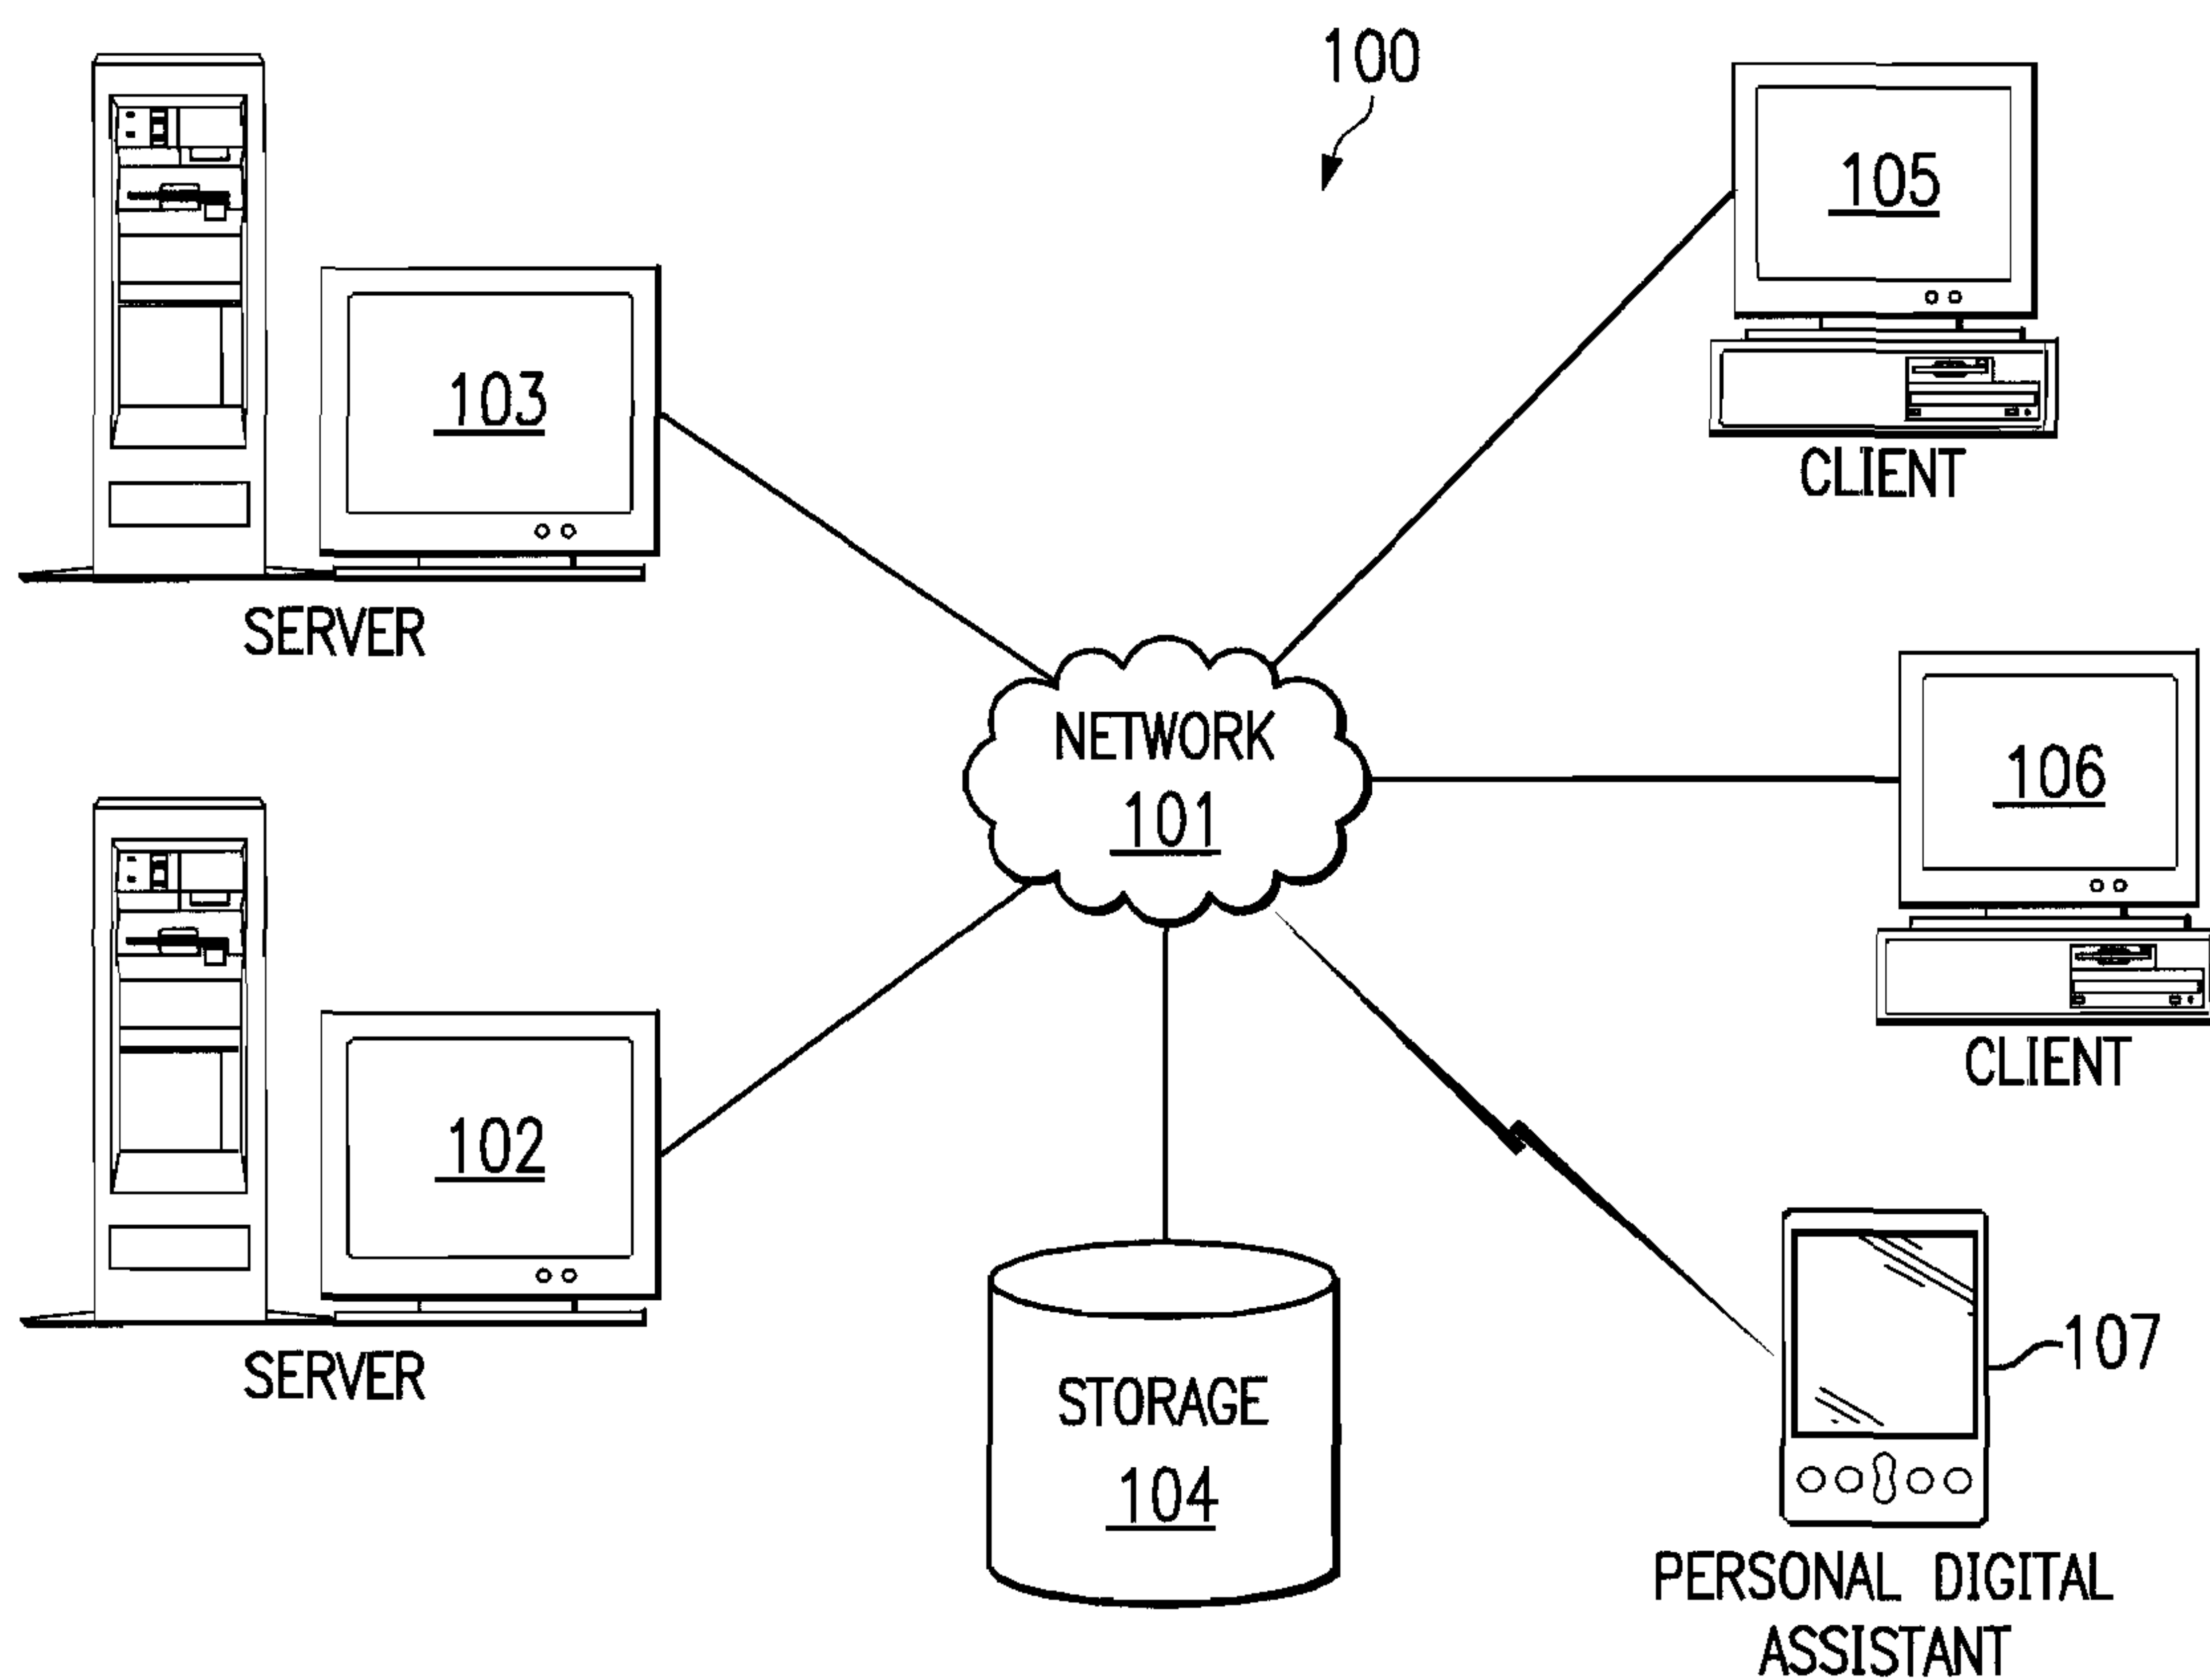 100
105
CLIENT
103
SERVER
NETWORK
101
106
CLIENT
102
SERVER
STORAGE
104
107
PERSONAL DIGITAL
ASSISTANT